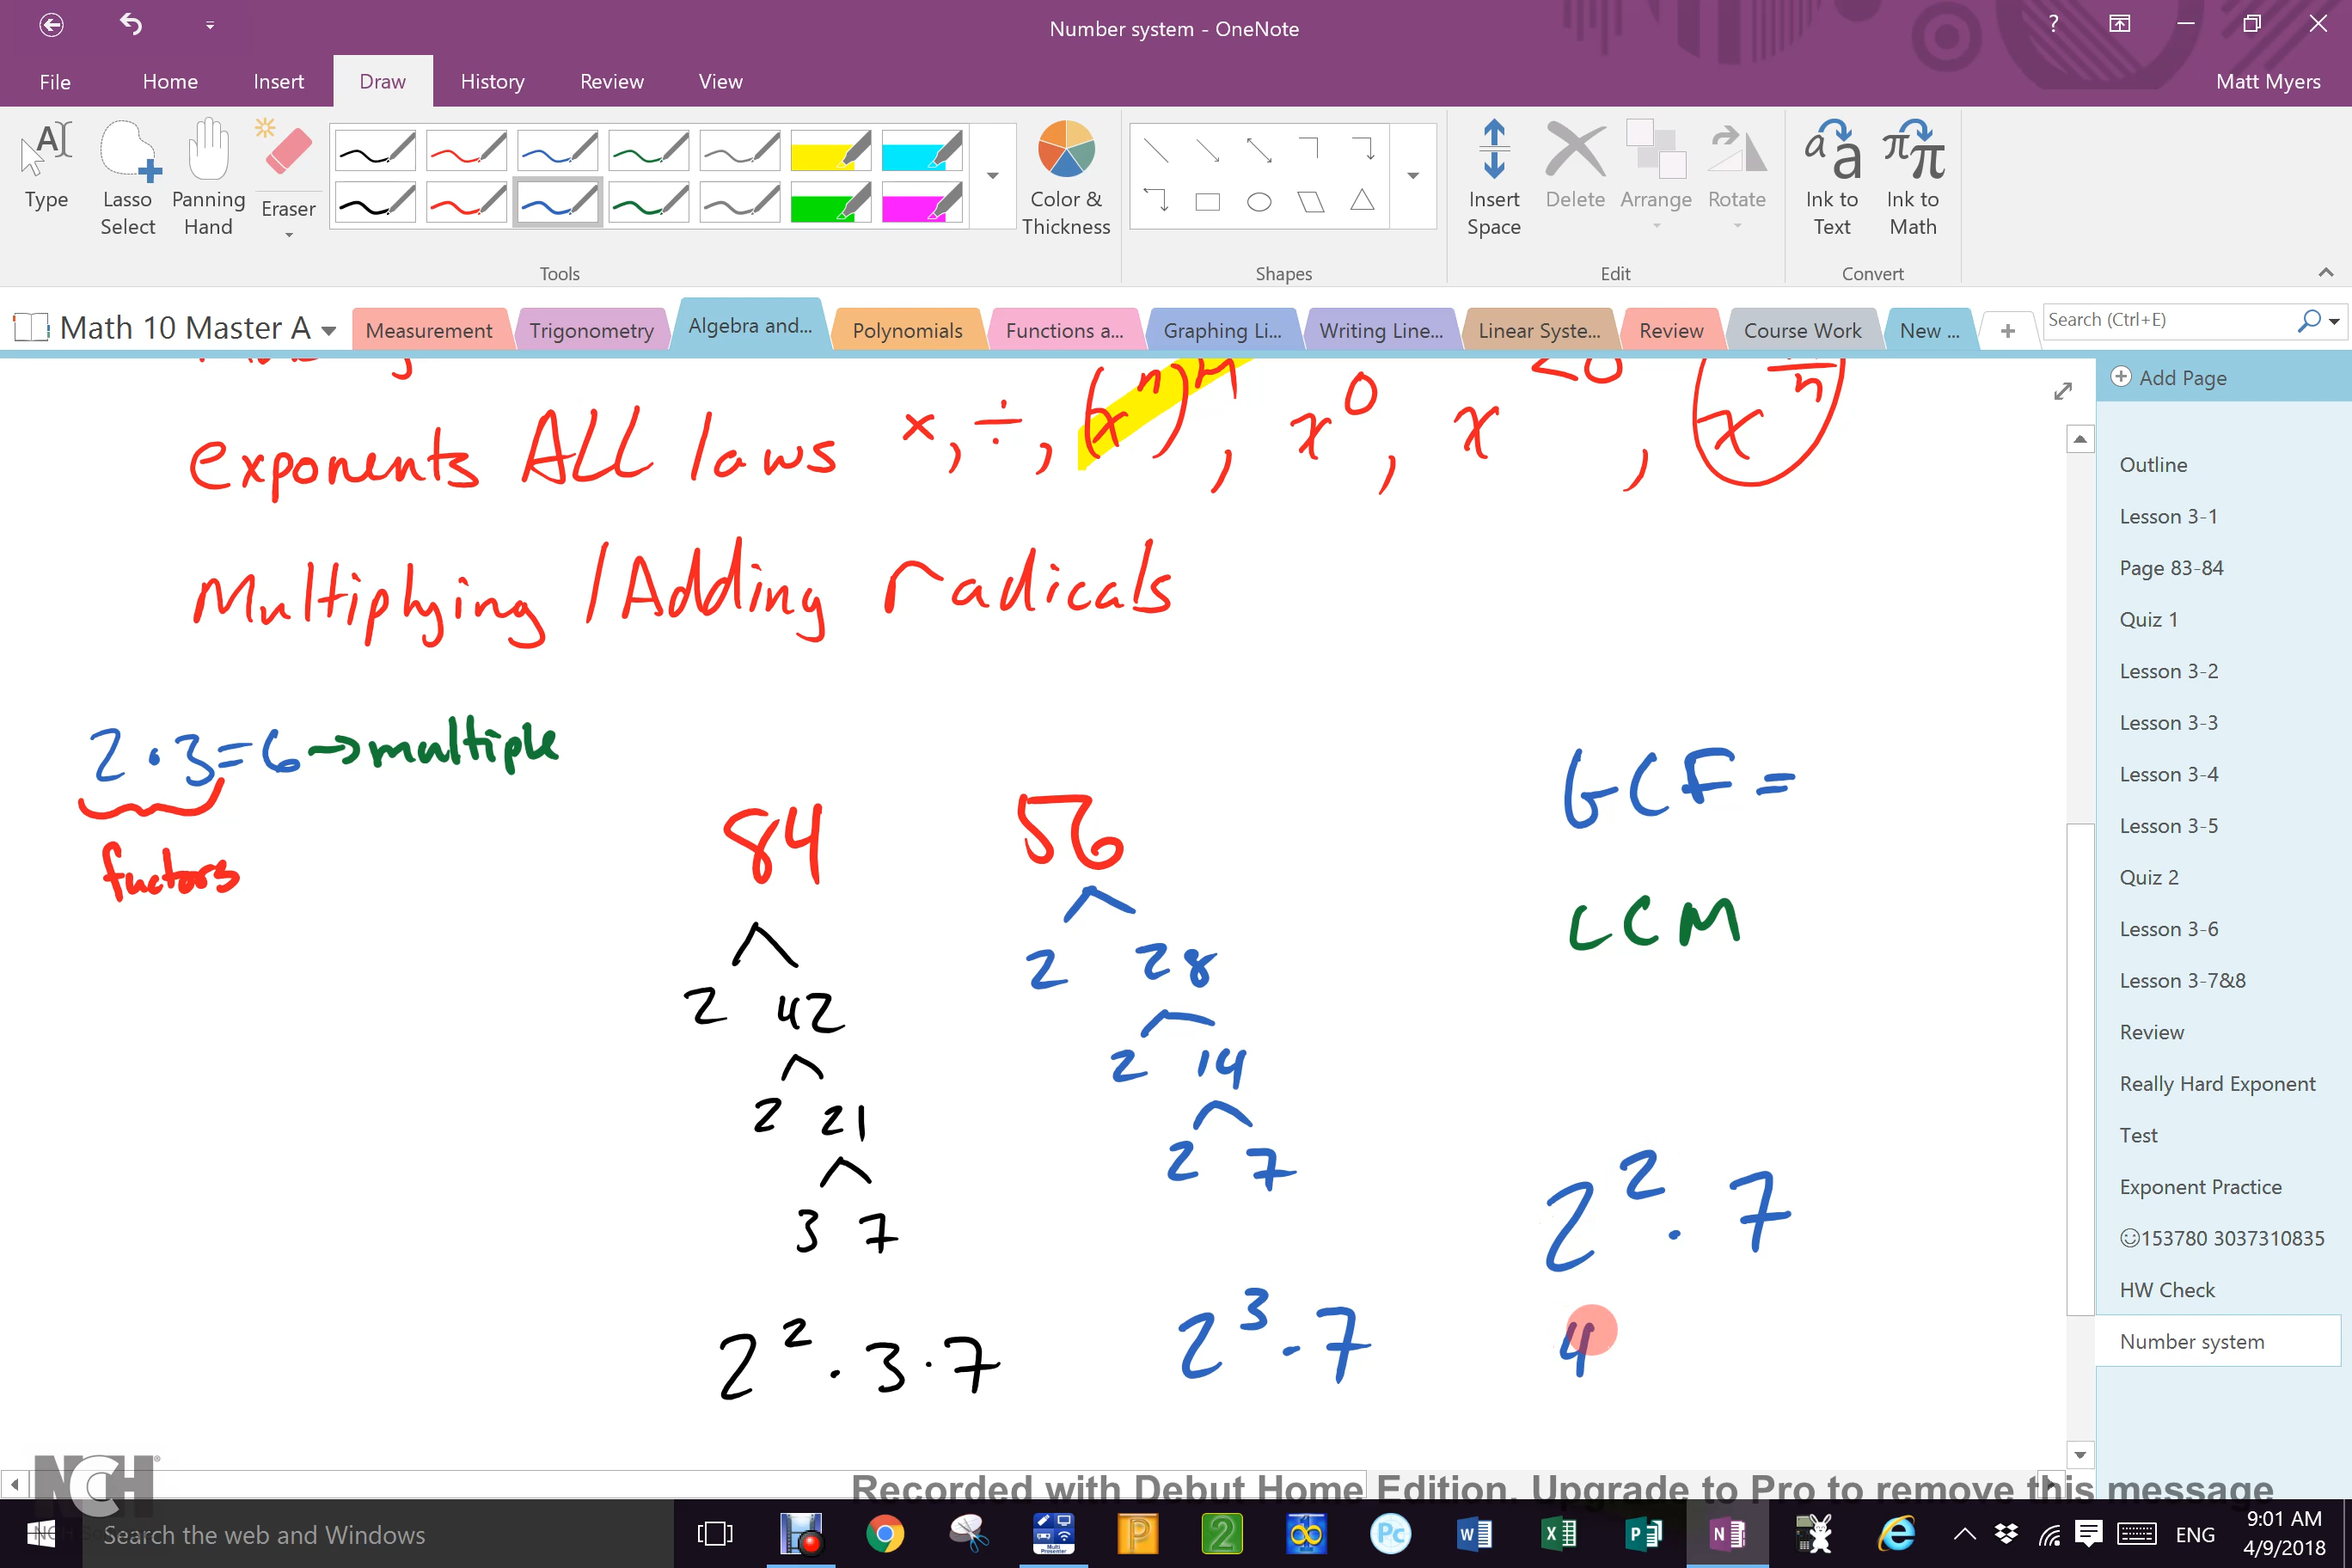 Number system - OneNote
?
File Home Insert Draw History Review View Matt Myers
Type
Lasso Select
Panning Hand
Eraser
Color & Thickness
Insert Space
Delete
Arrange
Rotate
Ink to Text
Ink to Math
Tools Shapes Edit Convert
Math 10 Master A Measurement Trigonometry Algebra and... Polynomials Functions a... Graphing Li... Writing Line... Linear Syste... Review Course Work New ... + Search (Ctrl+E)
Add Page
Outline
Lesson 3-1
Page 83-84
Quiz 1
Lesson 3-2
Lesson 3-3
Lesson 3-4
Lesson 3-5
Quiz 2
Lesson 3-6
Lesson 3-7&8
Review
Really Hard Exponent
Test
Exponent Practice
☺153780 3037310835
HW Check
Number system
exponents ALL laws ×, ÷, (xⁿ)ᴹ, x⁰, x
Multiplying /Adding radicals
2 · 3 = 6 → multiple
factors
84 56
GCF =
LCM
2 28
2 42
2 14
2 21
2 7
3 7
2² · 7
2² · 3 · 7
2³ · 7
4
NCH
Recorded with Debut Home Edition. Upgrade to Pro to remove this message
Search the web and Windows
ENG
9:01 AM
4/9/2018